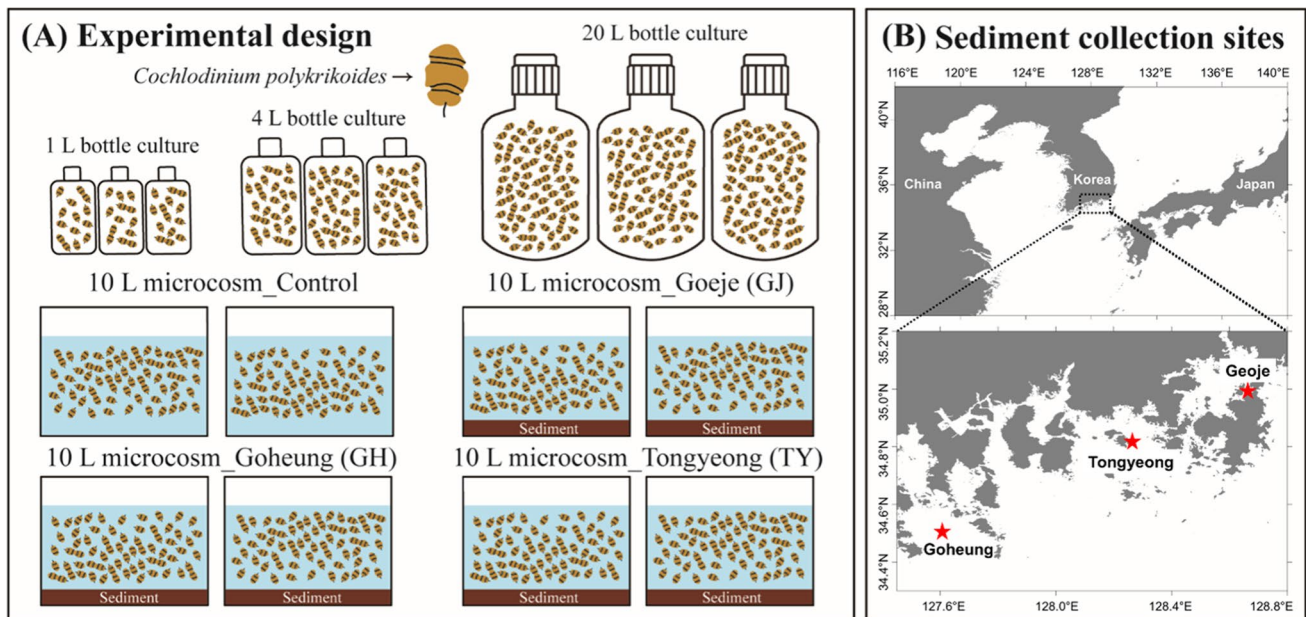 (A) Experimental design
20 L bottle culture
Cochlodinium polykrikoides →
4 L bottle culture
1 L bottle culture
10 L microcosm_Control
10 L microcosm_Goeje (GJ)
Sediment
Sediment
10 L microcosm_Goheung (GH)
10 L microcosm_Tongyeong (TY)
Sediment
Sediment
Sediment
Sediment
(B) Sediment collection sites
116°E 120°E 124°E 128°E 132°E 136°E 140°E
40°N
36°N
32°N
28°N
China
Korea
Japan
35.2°N
35.0°N
34.8°N
34.6°N
34.4°N
Geoje
Tongyeong
Goheung
127.6°E 128.0°E 128.4°E 128.8°E